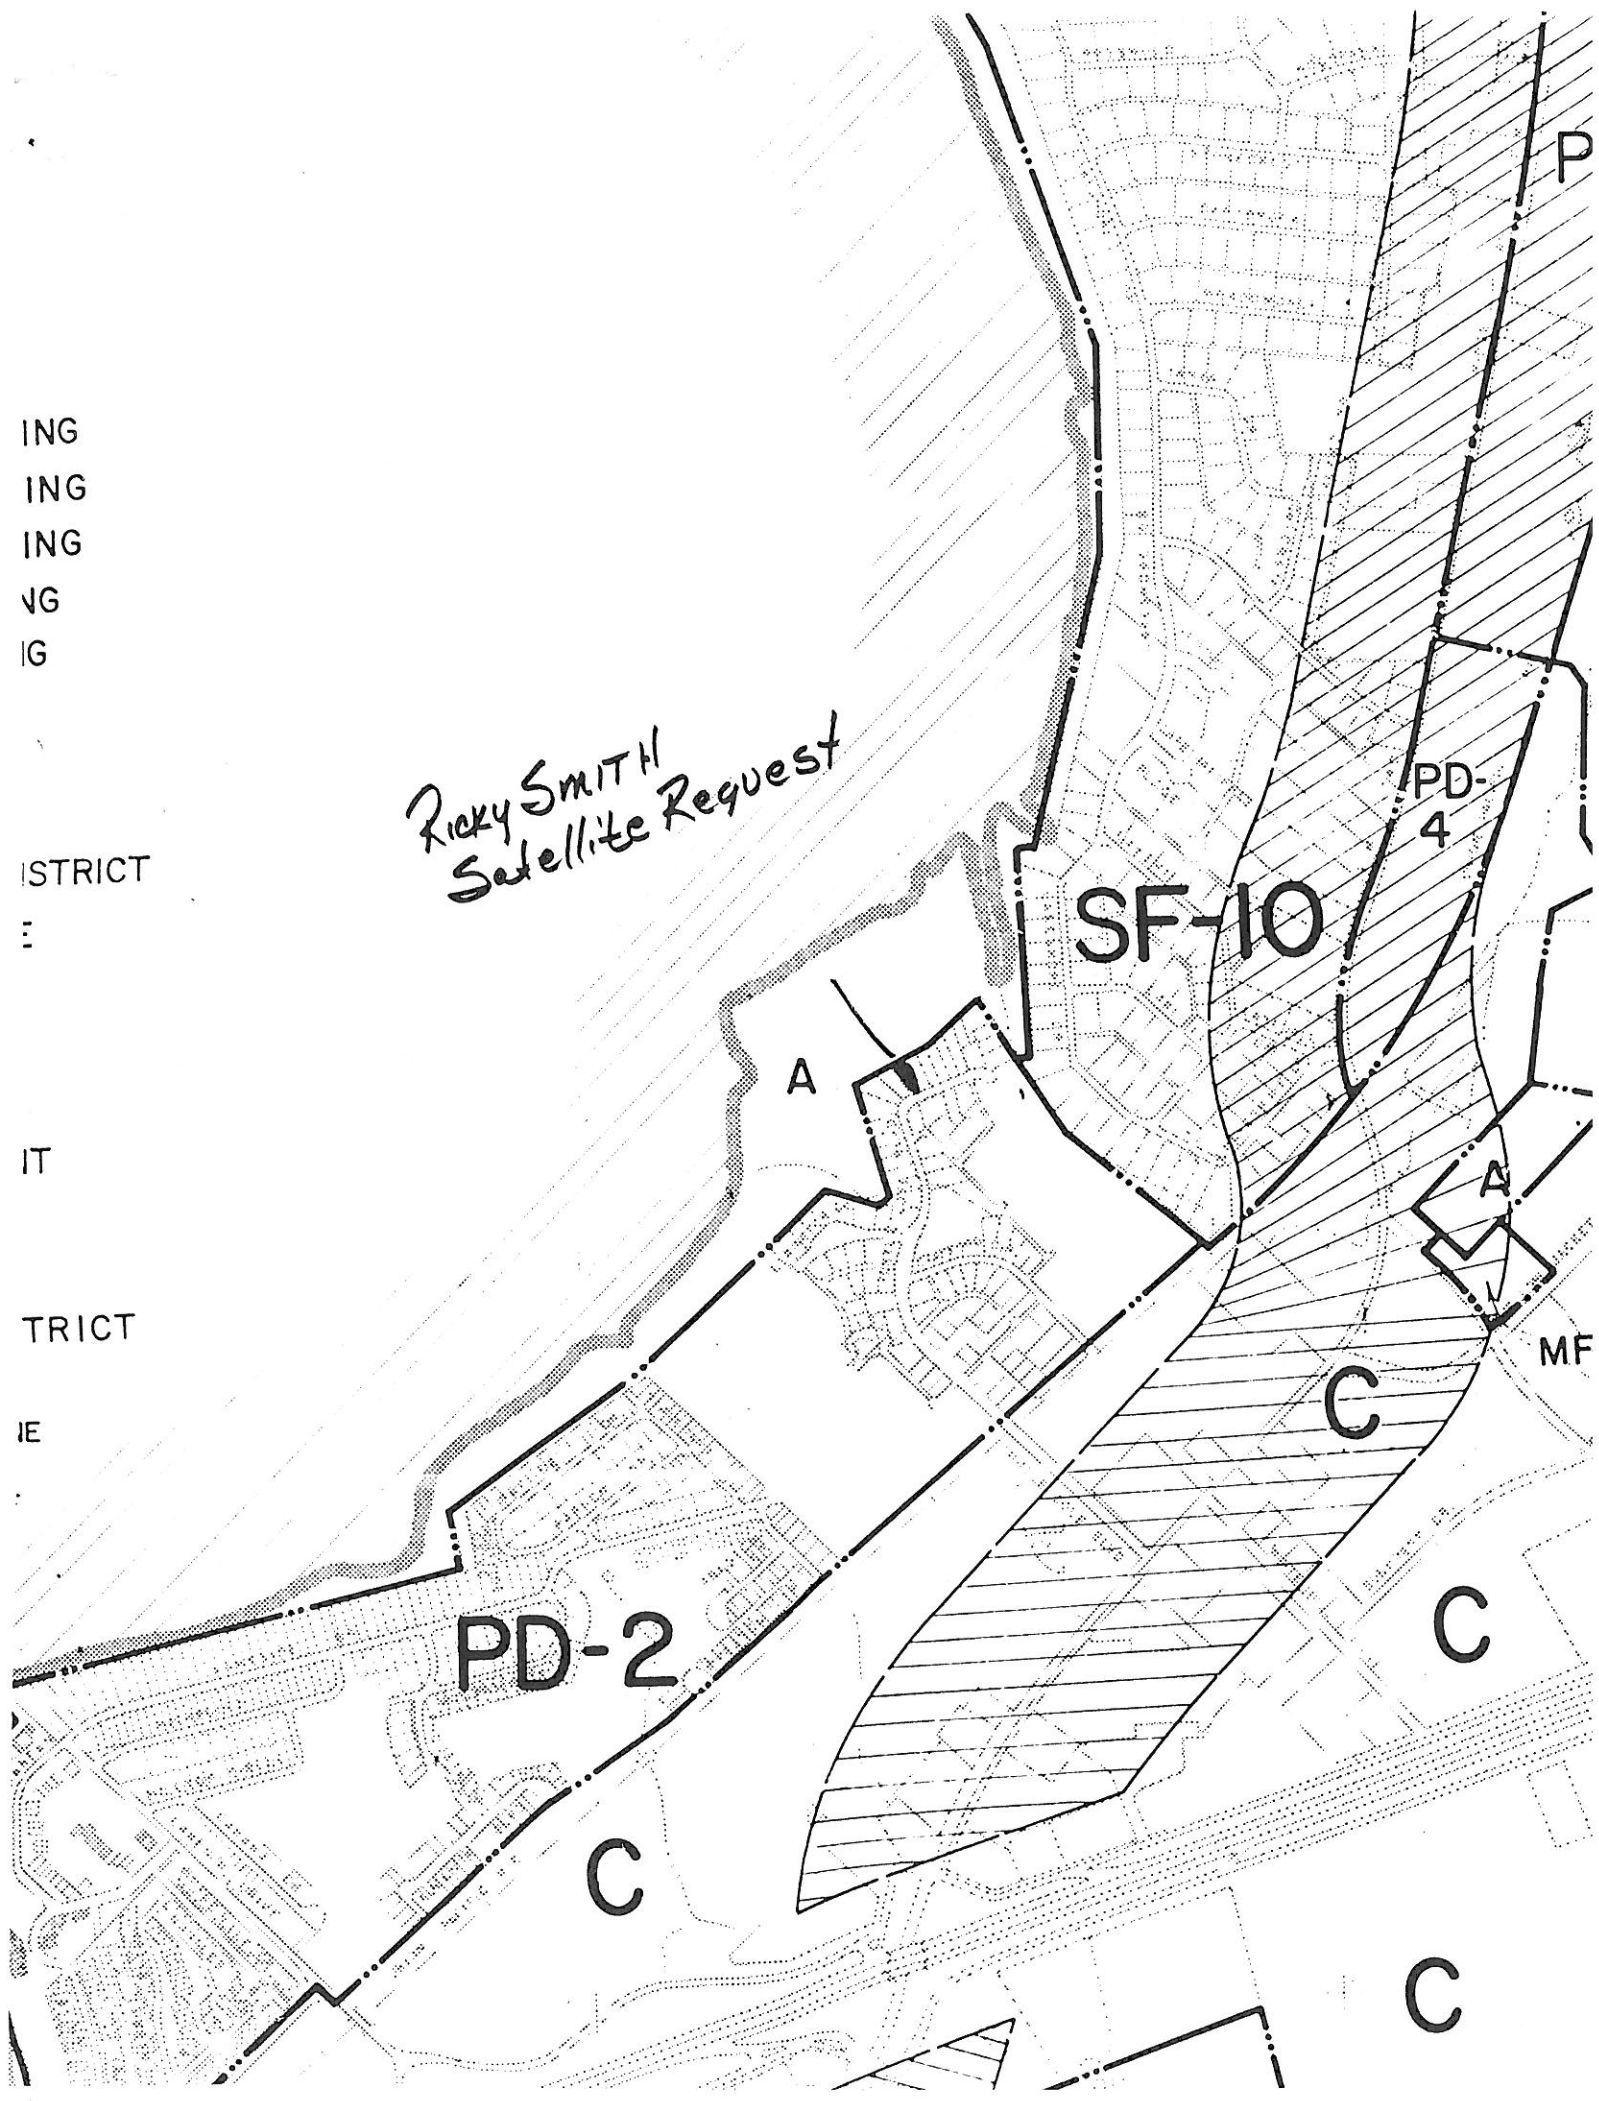 P
ING
ING
ING
NG
IG
Ricky SMITH
Satellite Request
PD-
4
ISTRICT
E
SF-10
A
IT
A
TRICT
MF
C
IE
C
PD-2
C
C